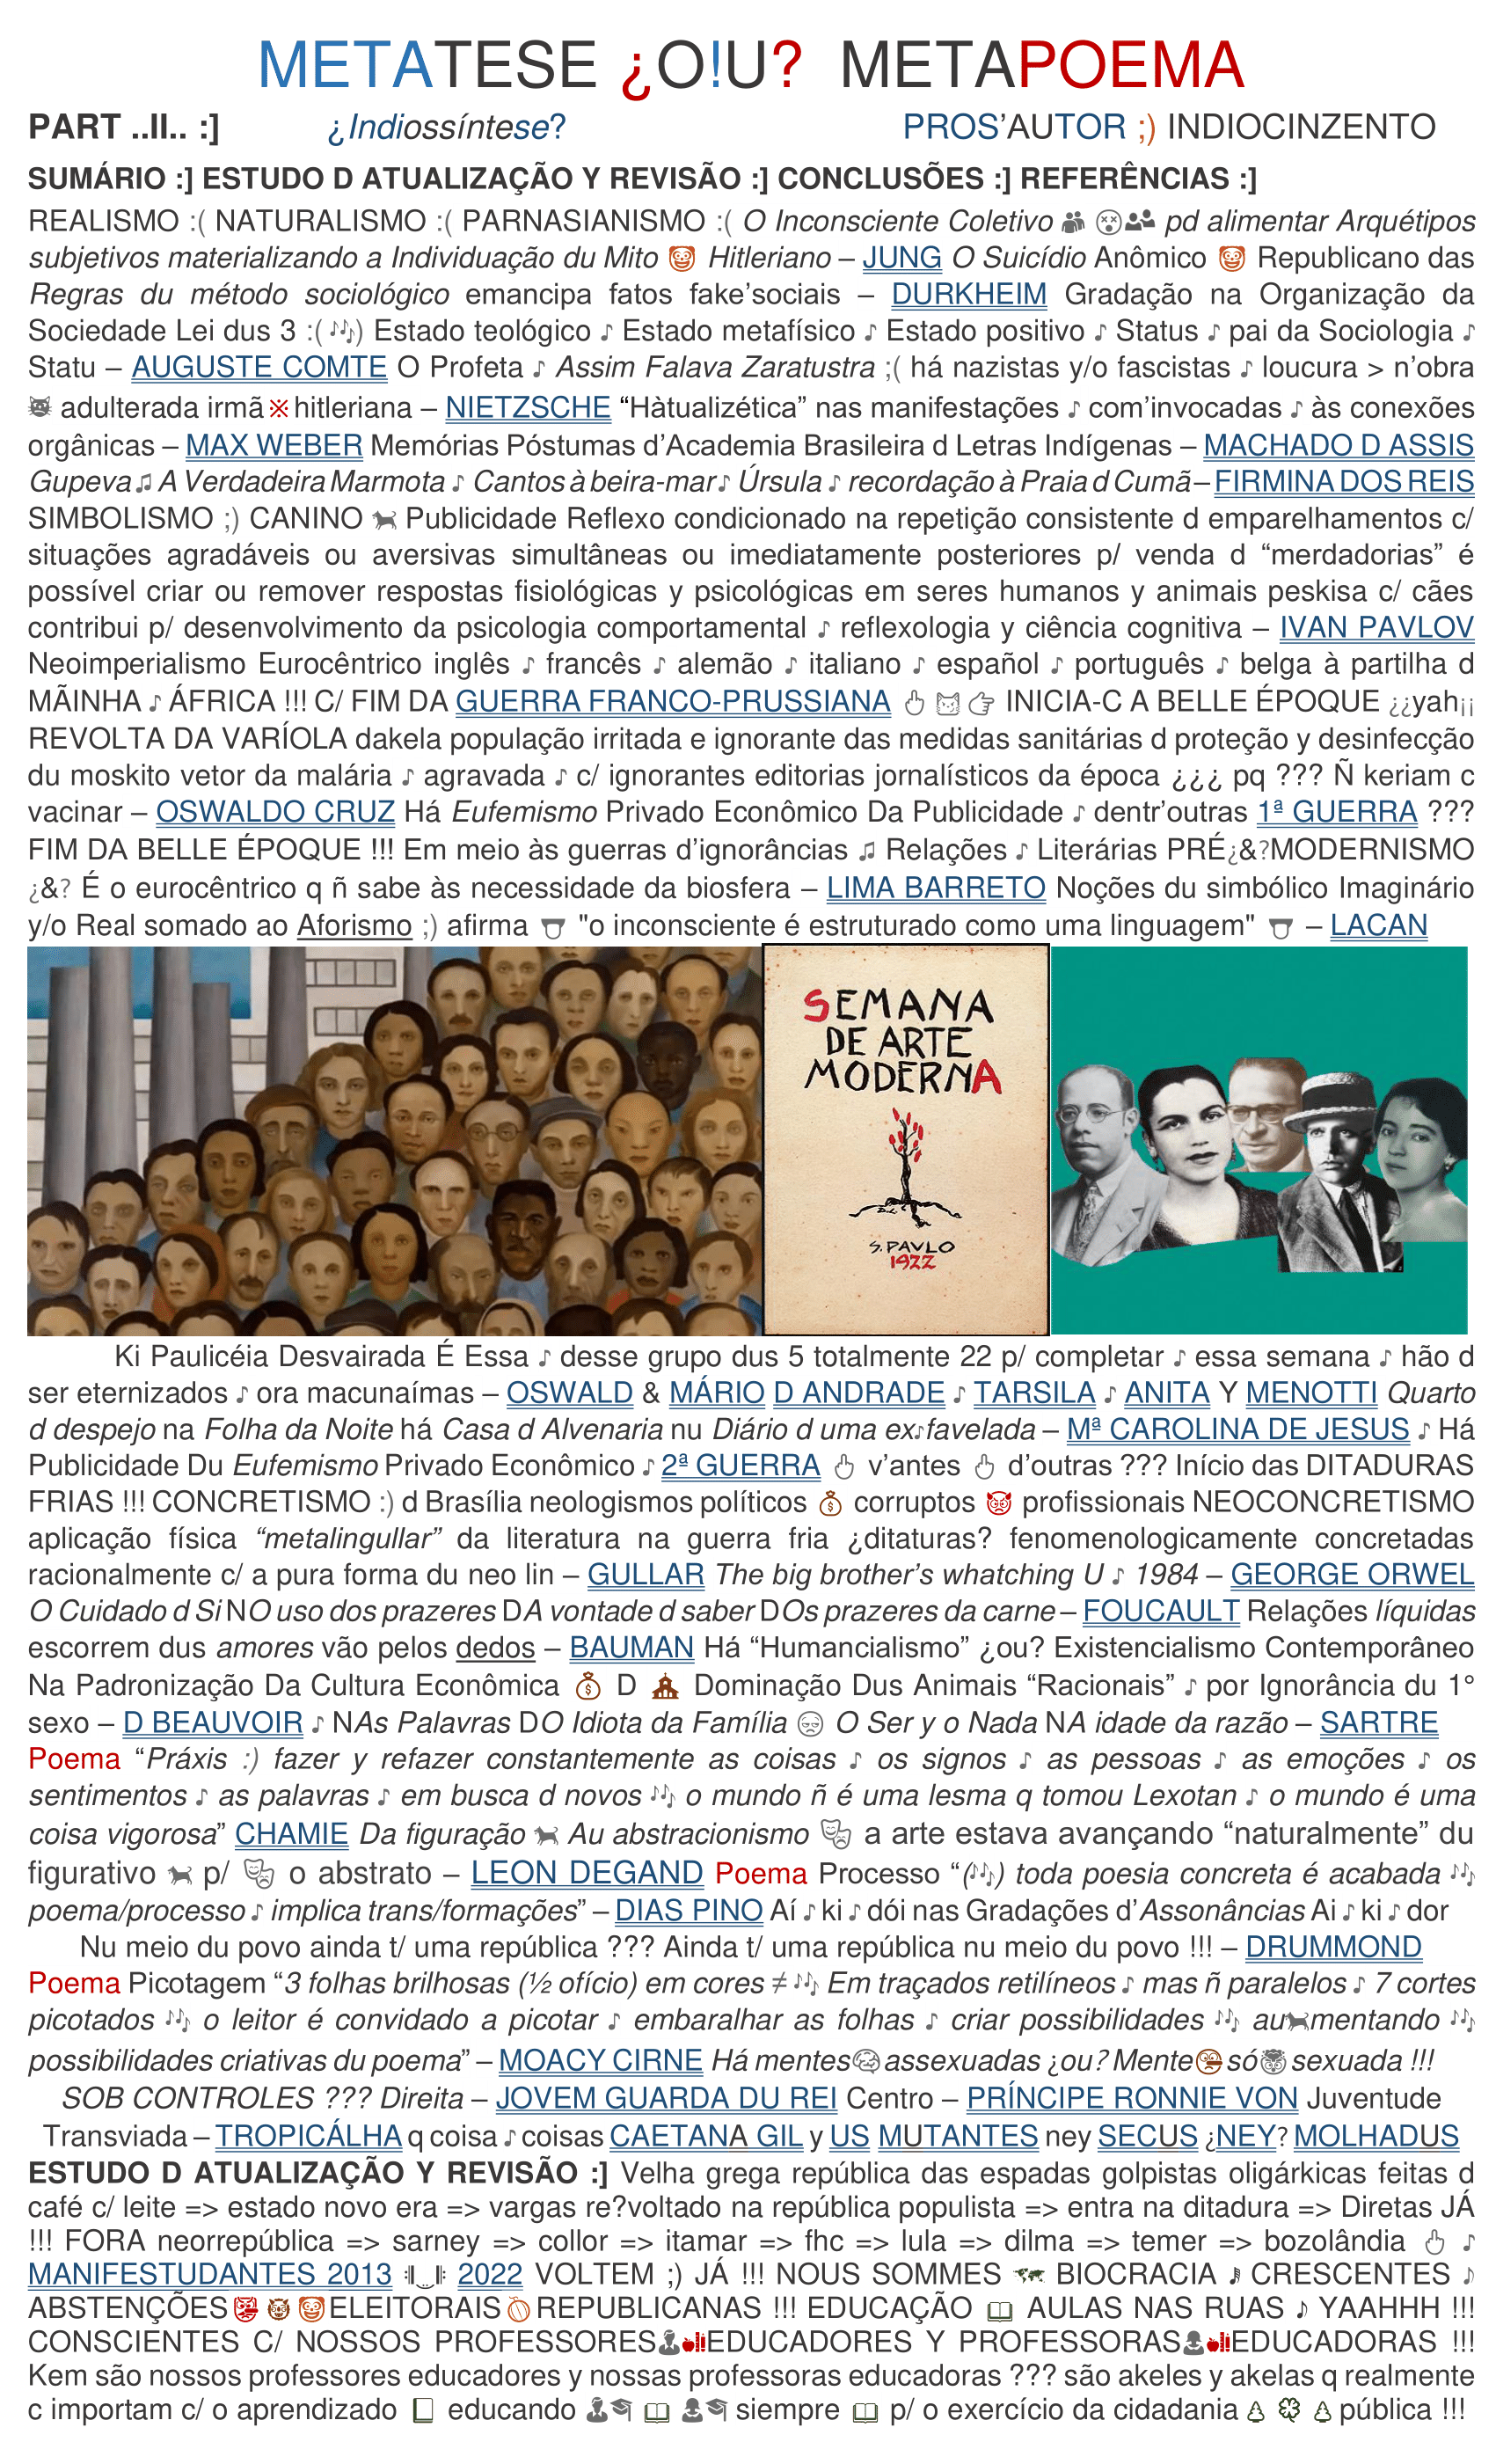 METATESE ¿O!U? METAPOEMA
PART ..II.. :] ¿Indiossíntese? PROS’AUTOR ;) INDIOCINZENTO
SUMÁRIO :] ESTUDO D ATUALIZAÇÃO Y REVISÃO :] CONCLUSÕES :] REFERÊNCIAS :]
REALISMO :( NATURALISMO :( PARNASIANISMO :( O Inconsciente Coletivo pd alimentar Arquétipos
subjetivos materializando a Individuação du Mito 🤡 Hitleriano – JUNG O Suicídio Anômico 🤡 Republicano das
Regras du método sociológico emancipa fatos fake’sociais – DURKHEIM Gradação na Organização da
Sociedade Lei dus 3 :( 🎶) Estado teológico ♪ Estado metafísico ♪ Estado positivo ♪ Status ♪ pai da Sociologia ♪
Statu – AUGUSTE COMTE O Profeta ♪ Assim Falava Zaratustra ;( há nazistas y/o fascistas ♪ loucura > n’obra
adulterada irmã ※ hitleriana – NIETZSCHE “Hàtualizética” nas manifestações ♪ com’invocadas ♪ às conexões
orgânicas – MAX WEBER Memórias Póstumas d’Academia Brasileira d Letras Indígenas – MACHADO D ASSIS
Gupeva ♫ A Verdadeira Marmota ♪ Cantos à beira-mar ♪ Úrsula ♪ recordação à Praia d Cumã – FIRMINA DOS REIS
SIMBOLISMO ;) CANINO 🐕 Publicidade Reflexo condicionado na repetição consistente d emparelhamentos c/
situações agradáveis ou aversivas simultâneas ou imediatamente posteriores p/ venda d “merdadorias” é
possível criar ou remover respostas fisiológicas y psicológicas em seres humanos y animais peskisa c/ cães
contribui p/ desenvolvimento da psicologia comportamental ♪ reflexologia y ciência cognitiva – IVAN PAVLOV
Neoimperialismo Eurocêntrico inglês ♪ francês ♪ alemão ♪ italiano ♪ español ♪ português ♪ belga à partilha d
MÃINHA ♪ ÁFRICA !!! C/ FIM DA GUERRA FRANCO-PRUSSIANA INICIA-C A BELLE ÉPOQUE ¿¿yah¡¡
REVOLTA DA VARÍOLA dakela população irritada e ignorante das medidas sanitárias d proteção y desinfecção
du moskito vetor da malária ♪ agravada ♪ c/ ignorantes editorias jornalísticos da época ¿¿¿ pq ??? Ñ keriam c
vacinar – OSWALDO CRUZ Há Eufemismo Privado Econômico Da Publicidade ♪ dentr’outras 1ª GUERRA ???
FIM DA BELLE ÉPOQUE !!! Em meio às guerras d’ignorâncias ♫ Relações ♪ Literárias PRÉ¿&?MODERNISMO
¿&? É o eurocêntrico q ñ sabe às necessidade da biosfera – LIMA BARRETO Noções du simbólico Imaginário
y/o Real somado ao Aforismo ;) afirma "o inconsciente é estruturado como uma linguagem" – LACAN
SEMANA
DE ARTE
MODERNA
S. PAVLO
1922
Ki Paulicéia Desvairada É Essa ♪ desse grupo dus 5 totalmente 22 p/ completar ♪ essa semana ♪ hão d
ser eternizados ♪ ora macunaímas – OSWALD & MÁRIO D ANDRADE ♪ TARSILA ♪ ANITA Y MENOTTI Quarto
d despejo na Folha da Noite há Casa d Alvenaria nu Diário d uma ex♪favelada – Mª CAROLINA DE JESUS ♪ Há
Publicidade Du Eufemismo Privado Econômico ♪ 2ª GUERRA v’antes d’outras ??? Início das DITADURAS
FRIAS !!! CONCRETISMO :) d Brasília neologismos políticos 💰 corruptos 👿 profissionais NEOCONCRETISMO
aplicação física “metalingullar” da literatura na guerra fria ¿ditaturas? fenomenologicamente concretadas
racionalmente c/ a pura forma du neo lin – GULLAR The big brother’s whatching U ♪ 1984 – GEORGE ORWEL
O Cuidado d Si NO uso dos prazeres DA vontade d saber DOs prazeres da carne – FOUCAULT Relações líquidas
escorrem dus amores vão pelos dedos – BAUMAN Há “Humancialismo” ¿ou? Existencialismo Contemporâneo
Na Padronização Da Cultura Econômica 💰 D Dominação Dus Animais “Racionais” ♪ por Ignorância du 1°
sexo – D BEAUVOIR ♪ NAs Palavras DO Idiota da Família O Ser y o Nada NA idade da razão – SARTRE
Poema “Práxis :) fazer y refazer constantemente as coisas ♪ os signos ♪ as pessoas ♪ as emoções ♪ os
sentimentos ♪ as palavras ♪ em busca d novos 🎶 o mundo ñ é uma lesma q tomou Lexotan ♪ o mundo é uma
coisa vigorosa” CHAMIE Da figuração 🐕 Au abstracionismo 🎭 a arte estava avançando “naturalmente” du
figurativo 🐕 p/ 🎭 o abstrato – LEON DEGAND Poema Processo “(🎶) toda poesia concreta é acabada 🎶
poema/processo ♪ implica trans/formações” – DIAS PINO Aí ♪ ki ♪ dói nas Gradações d’Assonâncias Ai ♪ ki ♪ dor
Nu meio du povo ainda t/ uma república ??? Ainda t/ uma república nu meio du povo !!! – DRUMMOND
Poema Picotagem “3 folhas brilhosas (½ ofício) em cores ≠ 🎶 Em traçados retilíneos ♪ mas ñ paralelos ♪ 7 cortes
picotados 🎶 o leitor é convidado a picotar ♪ embaralhar as folhas ♪ criar possibilidades 🎶 au🐕mentando 🎶
possibilidades criativas du poema” – MOACY CIRNE Há mentes assexuadas ¿ou? Mente só sexuada !!!
SOB CONTROLES ??? Direita – JOVEM GUARDA DU REI Centro – PRÍNCIPE RONNIE VON Juventude
Transviada – TROPICÁLHA q coisa ♪ coisas CAETANA GIL y US MUTANTES ney SECUS ¿NEY? MOLHADUS
ESTUDO D ATUALIZAÇÃO Y REVISÃO :] Velha grega república das espadas golpistas oligárkicas feitas d
café c/ leite => estado novo era => vargas re?voltado na república populista => entra na ditadura => Diretas JÁ
!!! FORA neorrepública => sarney => collor => itamar => fhc => lula => dilma => temer => bozolândia ♪
MANIFESTUDANTES 2013 2022 VOLTEM ;) JÁ !!! NOUS SOMMES BIOCRACIA CRESCENTES ♪
ABSTENÇÕES ELEITORAIS REPUBLICANAS !!! EDUCAÇÃO 📖 AULAS NAS RUAS ♪ YAAHHH !!!
CONSCIENTES C/ NOSSOS PROFESSORES EDUCADORES Y PROFESSORAS EDUCADORAS !!!
Kem são nossos professores educadores y nossas professoras educadoras ??? são akeles y akelas q realmente
c importam c/ o aprendizado educando 📖 siempre 📖 p/ o exercício da cidadania pública !!!